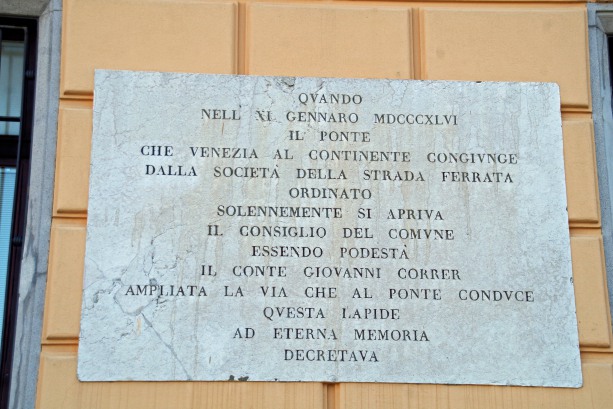 QVANDO
NELL' XI GENNARO MDCCCXLVI
IL PONTE
CHE VENEZIA AL CONTINENTE CONGIVNGE
DALLA SOCIETÀ DELLA STRADA FERRATA
ORDINATO
SOLENNEMENTE SI APRIVA
IL CONSIGLIO DEL COMVNE
ESSENDO PODESTÀ
IL CONTE GIOVANNI CORRER
AMPLIATA LA VIA CHE AL PONTE CONDVCE
QVESTA LAPIDE
AD ETERNA MEMORIA
DECRETAVA